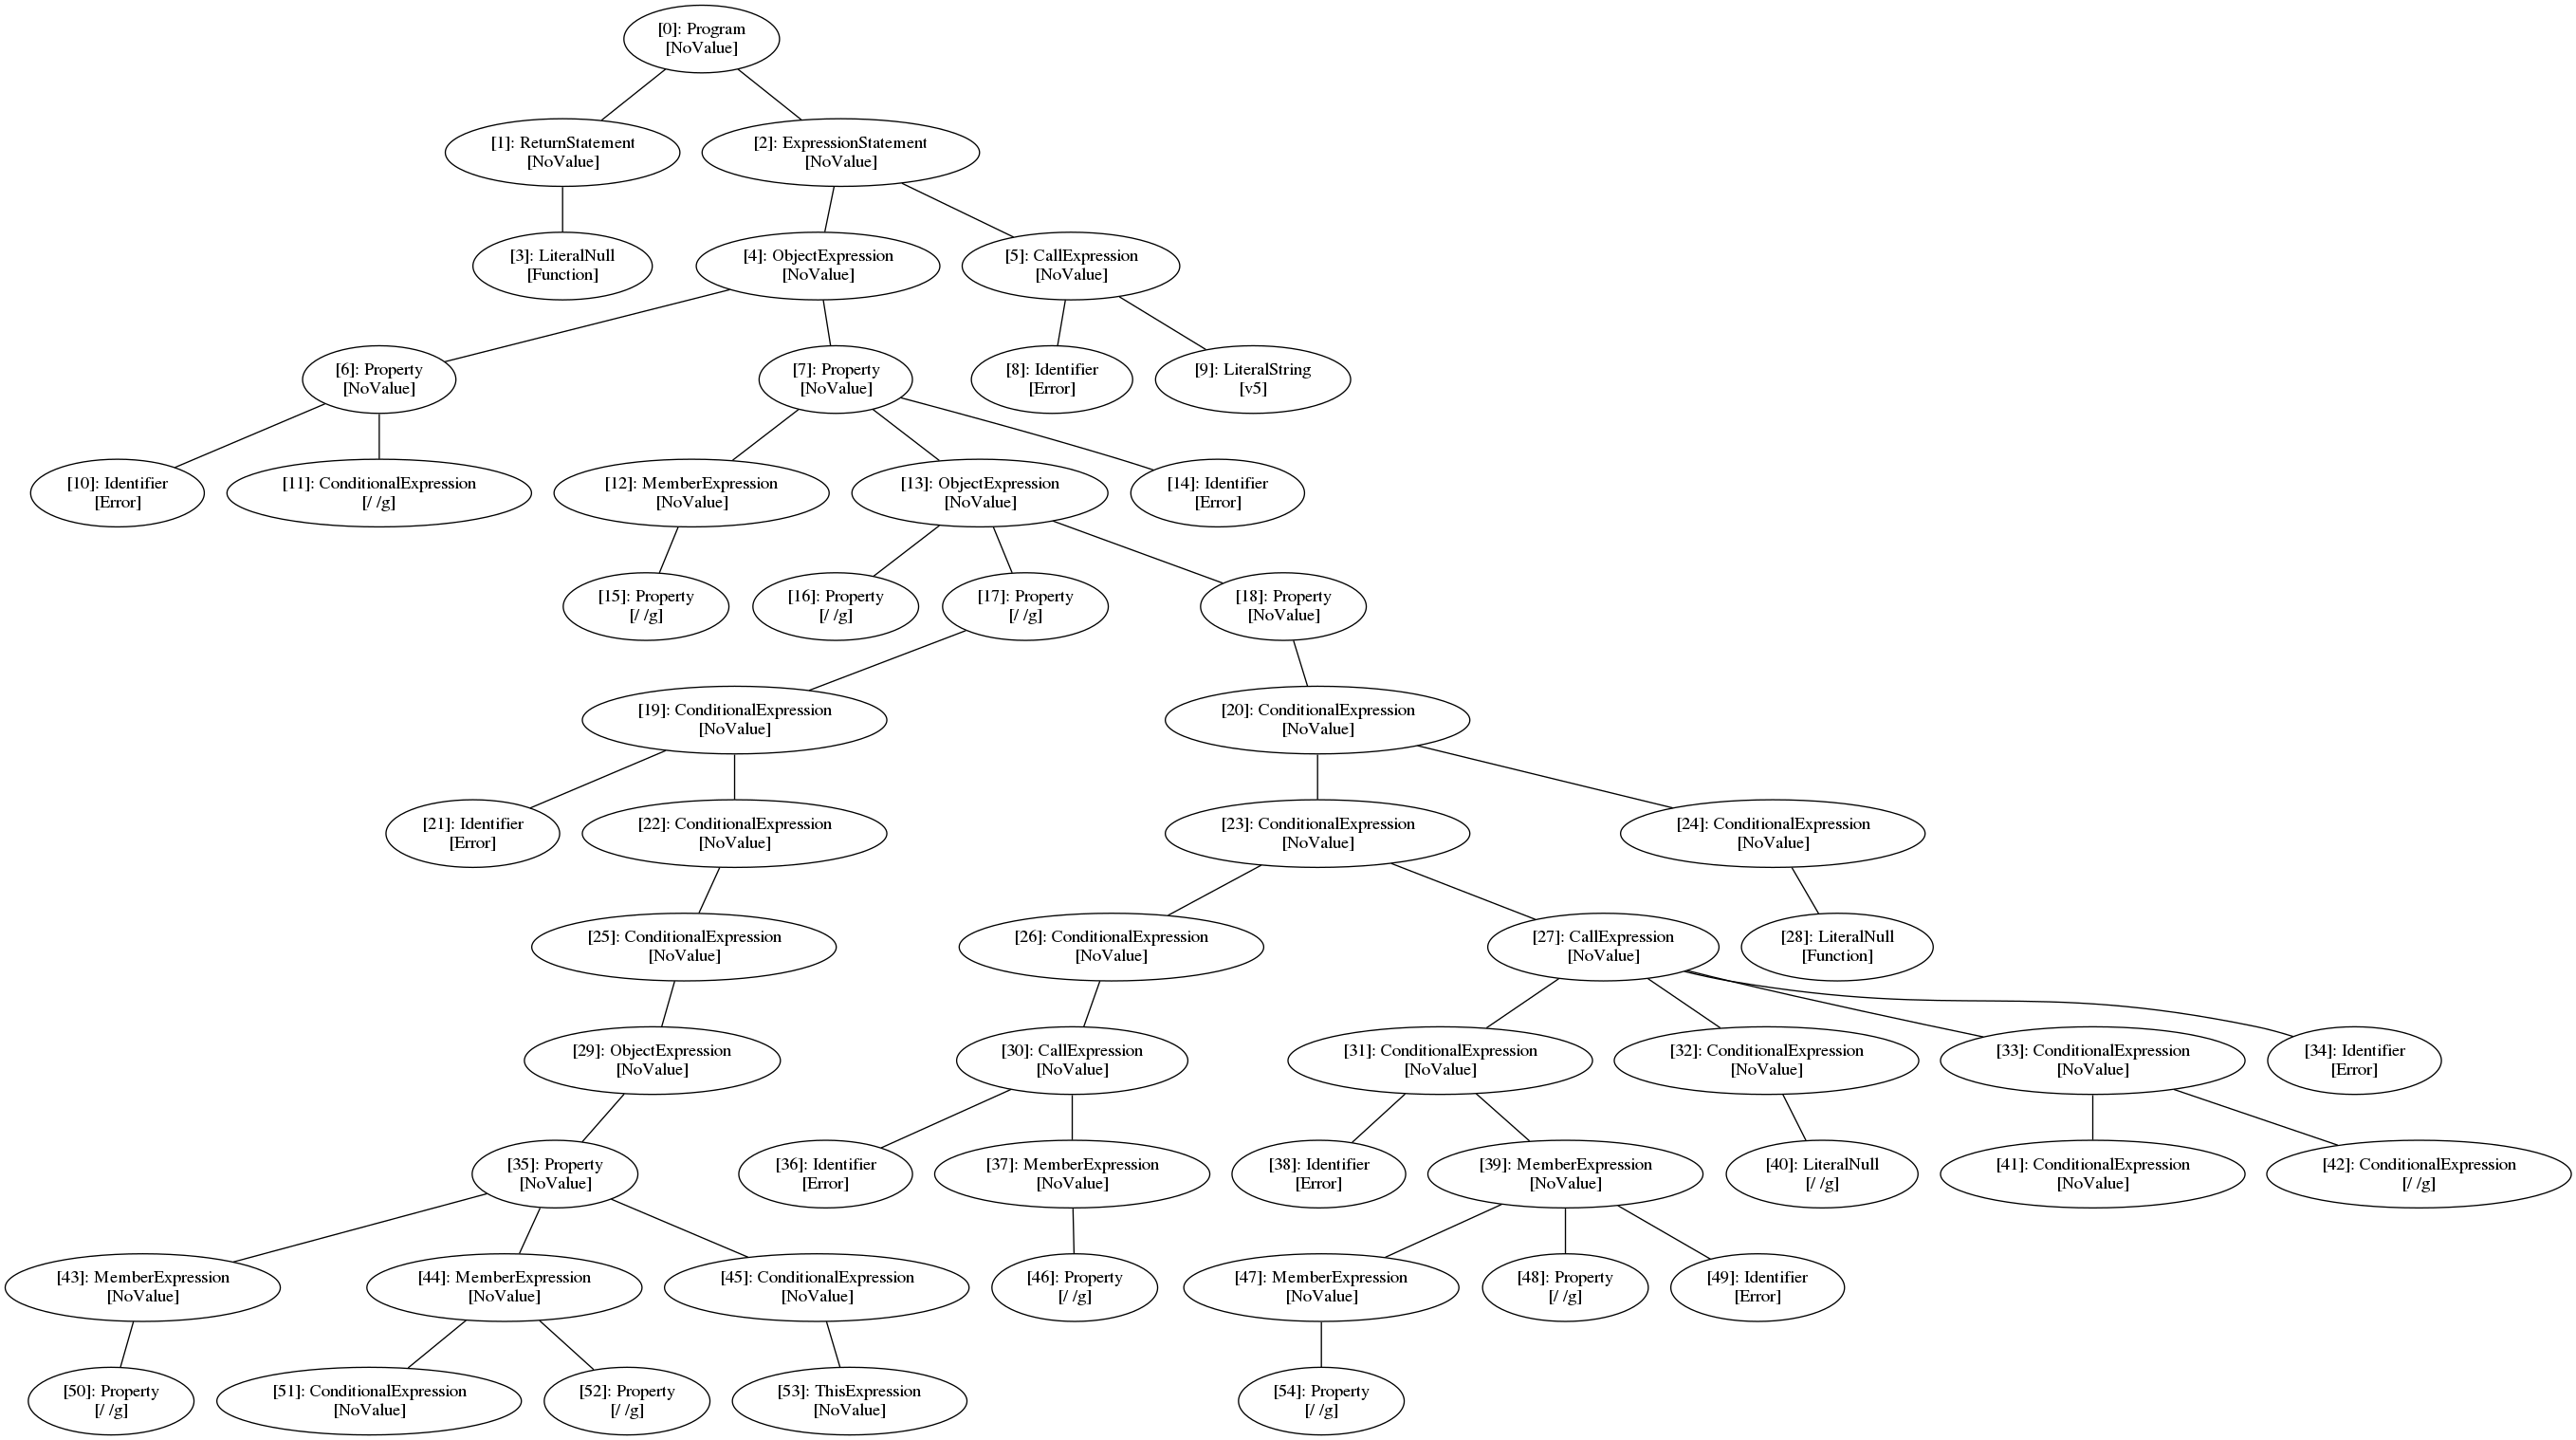 [0]: Program
[NoValue]
[1]: ReturnStatement
[NoValue]
[2]: ExpressionStatement
[NoValue]
[3]: LiteralNull
[Function]
[4]: ObjectExpression
[NoValue]
[5]: CallExpression
[NoValue]
[6]: Property
[NoValue]
[7]: Property
[NoValue]
[8]: Identifier
[Error]
[9]: LiteralString
[v5]
[10]: Identifier
[Error]
[11]: ConditionalExpression
[/ /g]
[12]: MemberExpression
[NoValue]
[13]: ObjectExpression
[NoValue]
[14]: Identifier
[Error]
[15]: Property
[/ /g]
[16]: Property
[/ /g]
[17]: Property
[/ /g]
[18]: Property
[NoValue]
[19]: ConditionalExpression
[NoValue]
[20]: ConditionalExpression
[NoValue]
[21]: Identifier
[Error]
[22]: ConditionalExpression
[NoValue]
[23]: ConditionalExpression
[NoValue]
[24]: ConditionalExpression
[NoValue]
[25]: ConditionalExpression
[NoValue]
[26]: ConditionalExpression
[NoValue]
[27]: CallExpression
[NoValue]
[28]: LiteralNull
[Function]
[29]: ObjectExpression
[NoValue]
[30]: CallExpression
[NoValue]
[31]: ConditionalExpression
[NoValue]
[32]: ConditionalExpression
[NoValue]
[33]: ConditionalExpression
[NoValue]
[34]: Identifier
[Error]
[35]: Property
[NoValue]
[36]: Identifier
[Error]
[37]: MemberExpression
[NoValue]
[38]: Identifier
[Error]
[39]: MemberExpression
[NoValue]
[40]: LiteralNull
[/ /g]
[41]: ConditionalExpression
[NoValue]
[42]: ConditionalExpression
[/ /g]
[43]: MemberExpression
[NoValue]
[44]: MemberExpression
[NoValue]
[45]: ConditionalExpression
[NoValue]
[46]: Property
[/ /g]
[47]: MemberExpression
[NoValue]
[48]: Property
[/ /g]
[49]: Identifier
[Error]
[50]: Property
[/ /g]
[51]: ConditionalExpression
[NoValue]
[52]: Property
[/ /g]
[53]: ThisExpression
[NoValue]
[54]: Property
[/ /g]